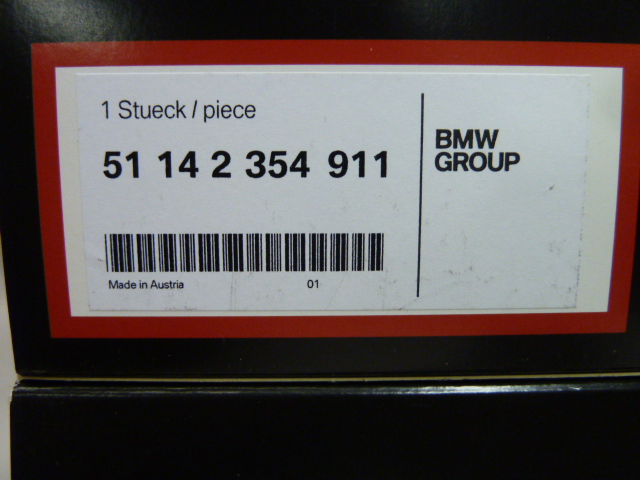 1 Stueck / piece
51 14 2 354 911
Made in Austria 01
BMW
GROUP